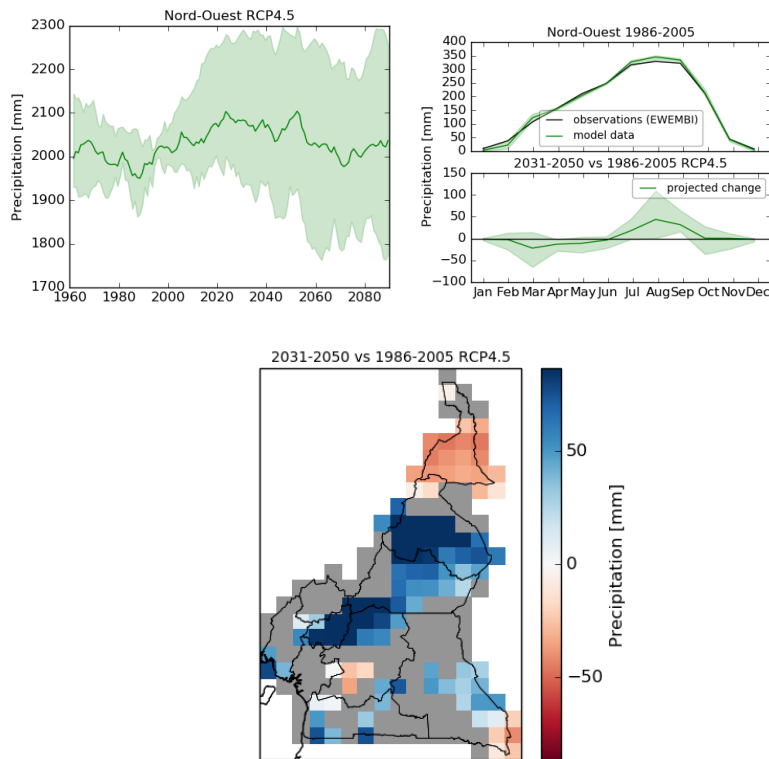 Nord-Ouest RCP4.5
Precipitation [mm]
2300
2200
2100
2000
1900
1800
1700
1960 1980 2000 2020 2040 2060 2080
Nord-Ouest 1986-2005
Precipitation [mm]
400
350
300
250
200
150
100
50
0
observations (EWEMBI)
model data
2031-2050 vs 1986-2005 RCP4.5
150
100
50
0
−50
−100
projected change
Jan Feb Mar Apr May Jun Jul Aug Sep Oct Nov Dec
2031-2050 vs 1986-2005 RCP4.5
50
0
−50
Precipitation [mm]